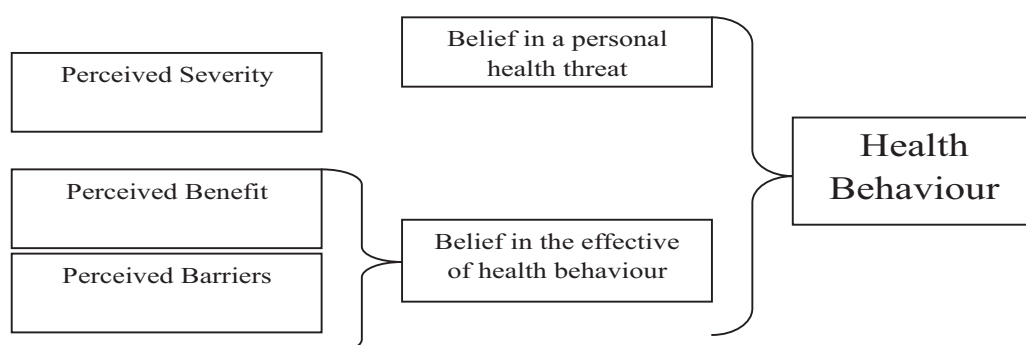 Perceived Severity
Perceived Benefit
Perceived Barriers
Belief in a personal
health threat
Belief in the effective
of health behaviour
Health
Behaviour